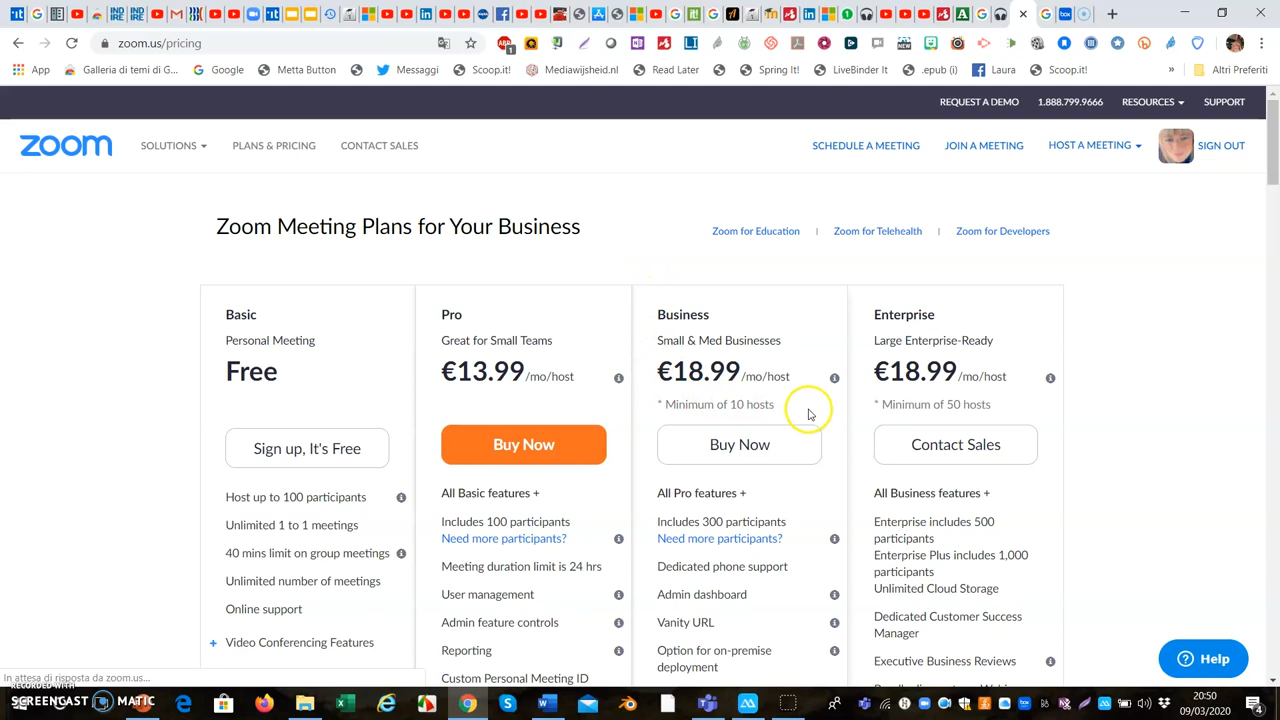 zoom.us/pricing
App
Galleria di temi di G...
Google
Metta Button
Messaggi
Scoop.it!
Mediawijsheid.nl
Read Later
Spring It!
LiveBinder It
.epub (i)
Laura
Scoop.it!
»
Altri Preferiti
REQUEST A DEMO
1.888.799.9666
RESOURCES
SUPPORT
zoom
SOLUTIONS
PLANS & PRICING
CONTACT SALES
SCHEDULE A MEETING
JOIN A MEETING
HOST A MEETING
SIGN OUT
Zoom Meeting Plans for Your Business
Zoom for Education | Zoom for Telehealth | Zoom for Developers
Basic
Personal Meeting
Free
Sign up, It's Free
Host up to 100 participants
Unlimited 1 to 1 meetings
40 mins limit on group meetings
Unlimited number of meetings
Online support
+ Video Conferencing Features
Pro
Great for Small Teams
€13.99/mo/host
Buy Now
All Basic features +
Includes 100 participants
Need more participants?
Meeting duration limit is 24 hrs
User management
Admin feature controls
Reporting
Custom Personal Meeting ID
Business
Small & Med Businesses
€18.99/mo/host
* Minimum of 10 hosts
Buy Now
All Pro features +
Includes 300 participants
Need more participants?
Dedicated phone support
Admin dashboard
Vanity URL
Option for on-premise
deployment
Enterprise
Large Enterprise-Ready
€18.99/mo/host
* Minimum of 50 hosts
Contact Sales
All Business features +
Enterprise includes 500
participants
Enterprise Plus includes 1,000
participants
Unlimited Cloud Storage
Dedicated Customer Success
Manager
Executive Business Reviews
Help
In attesa di risposta da zoom.us...
RECORDED WITH
SCREENCAST MATIC
20:50
09/03/2020